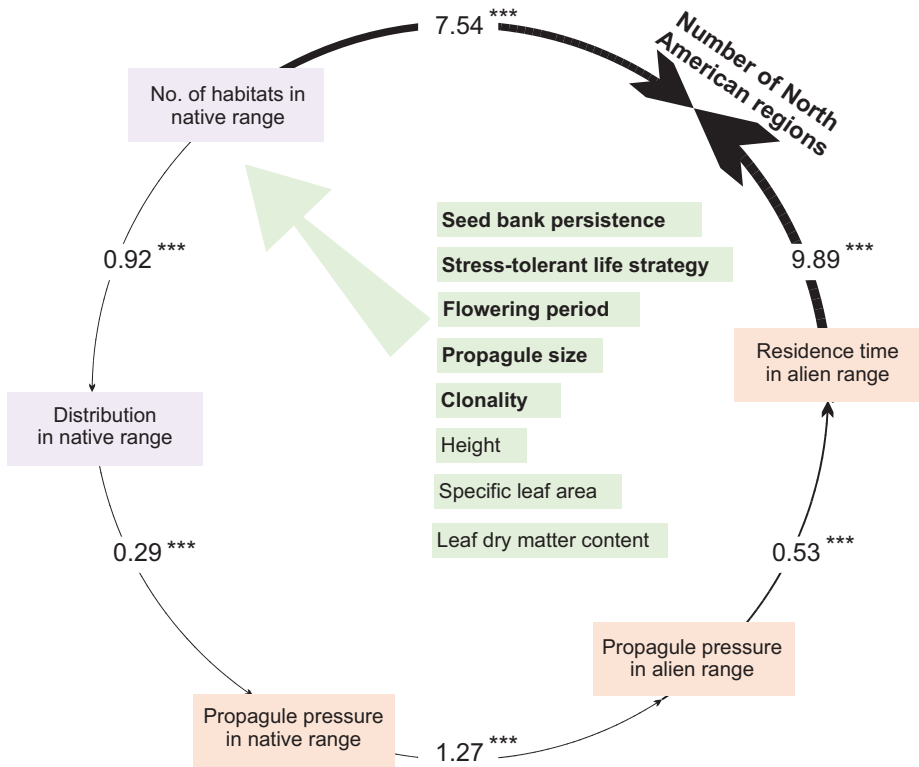 7.54 ***
Number of North
American regions
No. of habitats in
native range
Seed bank persistence
Stress-tolerant life strategy
Flowering period
Propagule size
Clonality
Height
Specific leaf area
Leaf dry matter content
0.92 ***
9.89 ***
Residence time
in alien range
Distribution
in native range
0.29 ***
0.53 ***
Propagule pressure
in alien range
Propagule pressure
in native range
1.27 ***